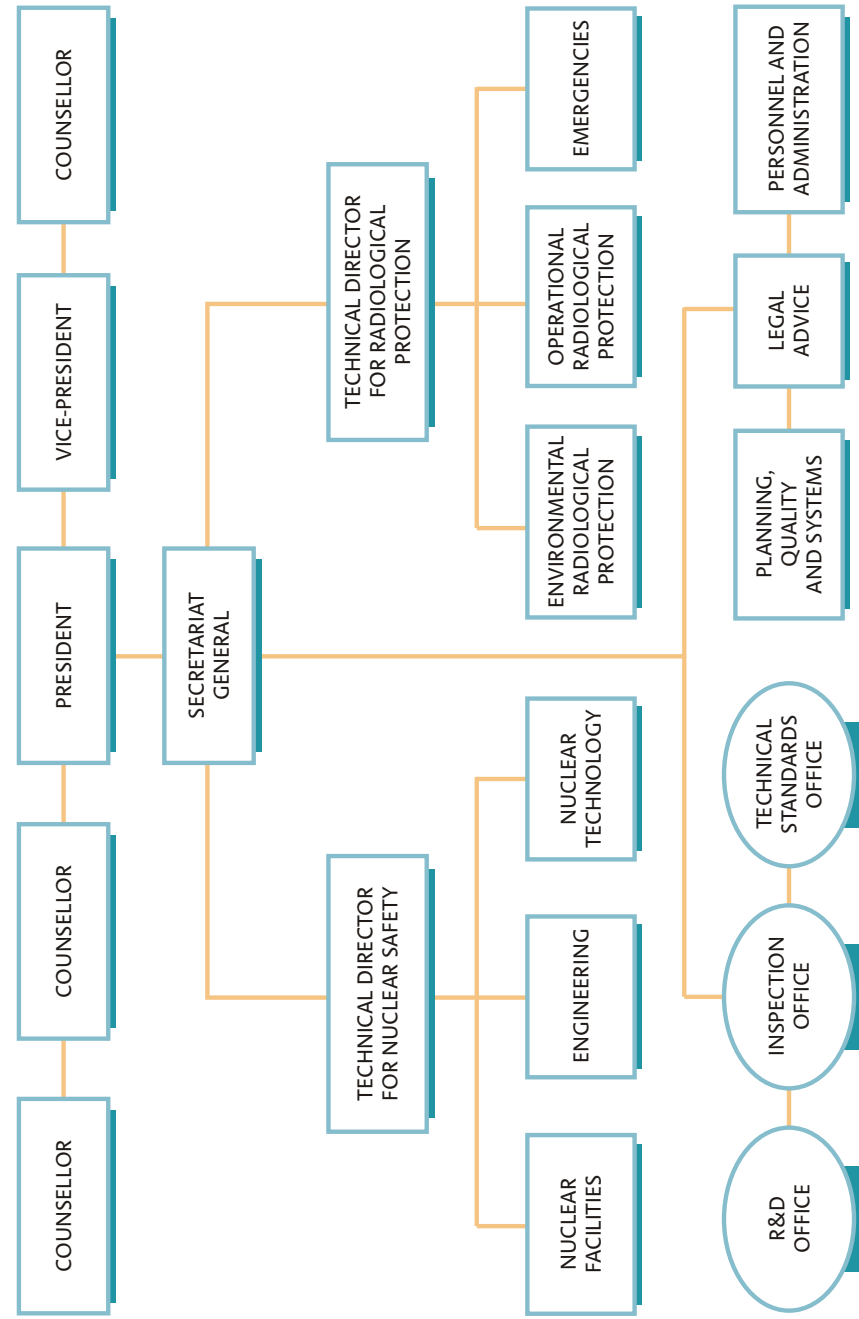 COUNSELLOR
COUNSELLOR
PRESIDENT
VICE-PRESIDENT
COUNSELLOR
SECRETARIAT
GENERAL
TECHNICAL DIRECTOR
FOR NUCLEAR SAFETY
TECHNICAL DIRECTOR
FOR RADIOLOGICAL
PROTECTION
NUCLEAR
FACILITIES
ENGINEERING
NUCLEAR
TECHNOLOGY
ENVIRONMENTAL
RADIOLOGICAL
PROTECTION
OPERATIONAL
RADIOLOGICAL
PROTECTION
EMERGENCIES
R&D
OFFICE
INSPECTION
OFFICE
TECHNICAL
STANDARDS
OFFICE
PLANNING,
QUALITY
AND SYSTEMS
LEGAL
ADVICE
PERSONNEL AND
ADMINISTRATION